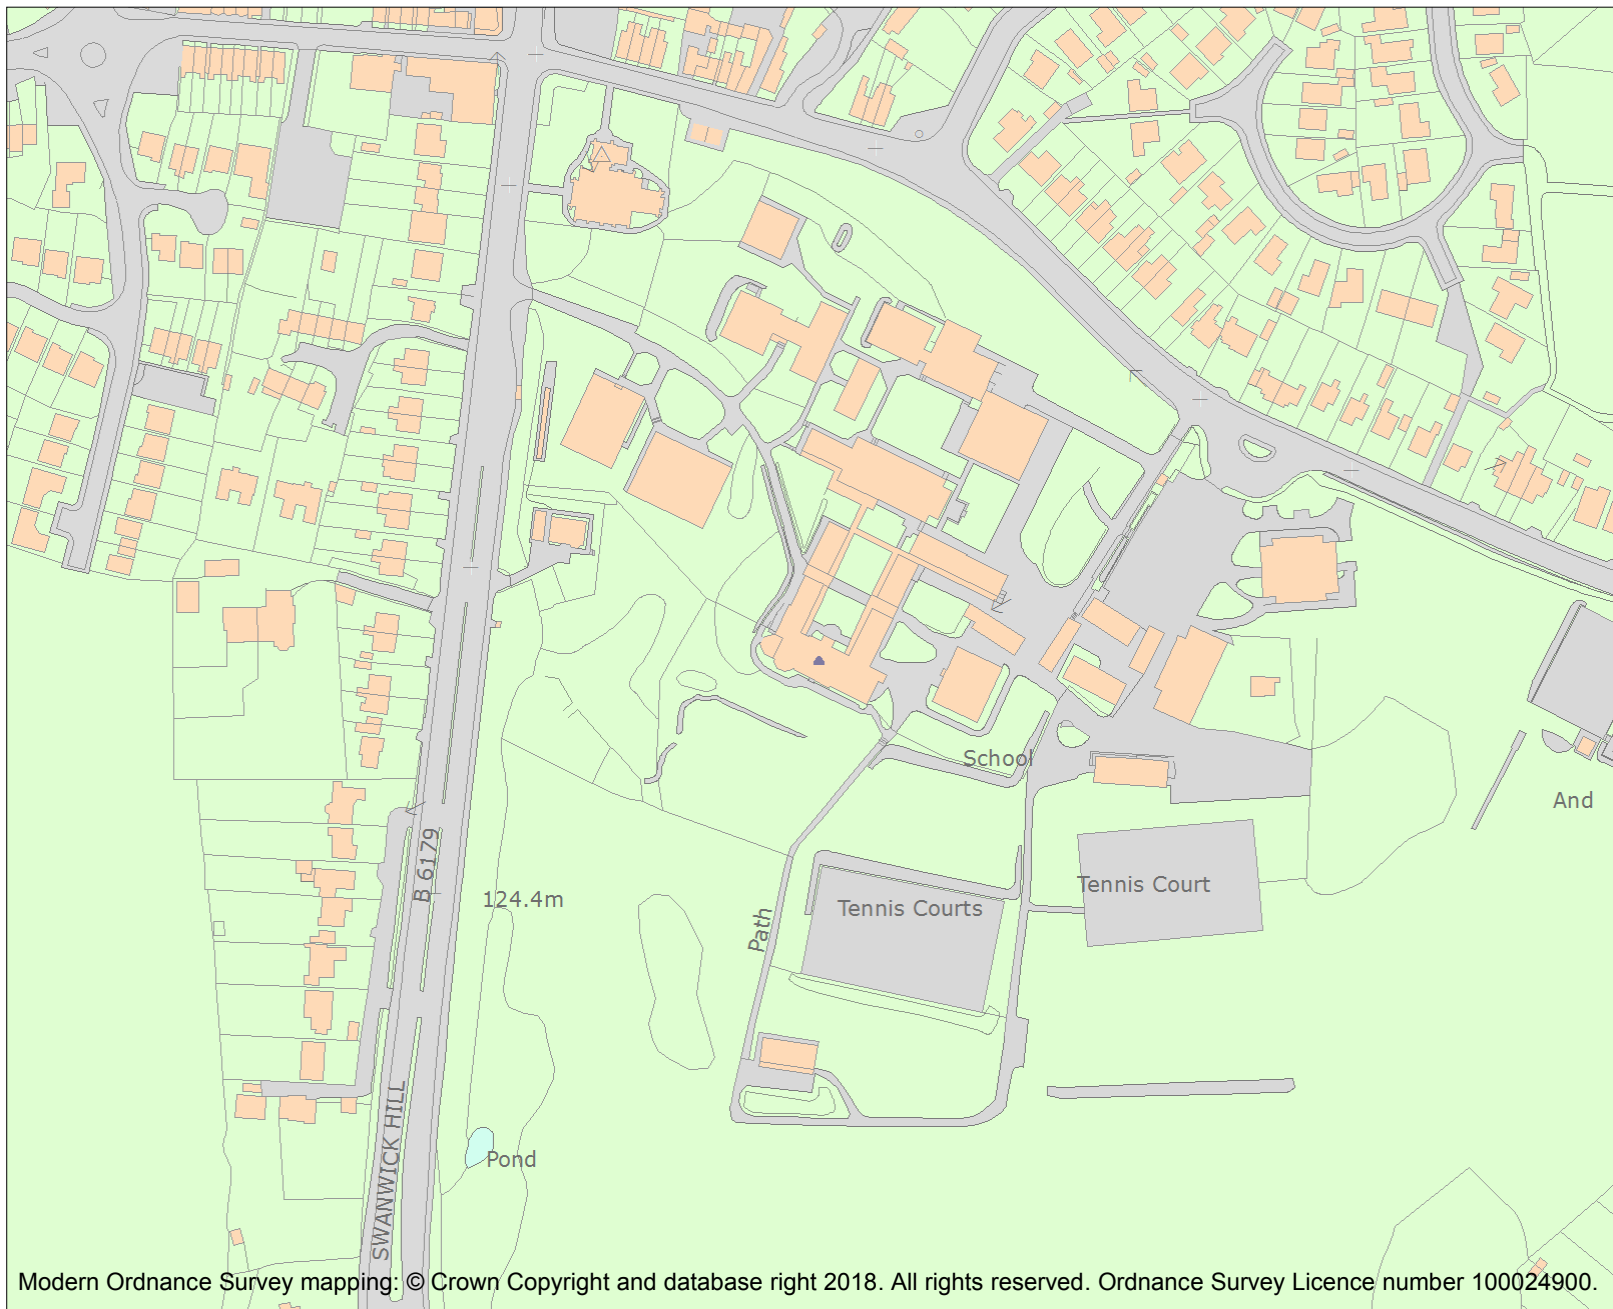 School
And
B 6179
Tennis Court
124.4m
Tennis Courts
Path
SWANWICK HILL
Pond
Modern Ordnance Survey mapping: © Crown Copyright and database right 2018. All rights reserved. Ordnance Survey Licence number 100024900.